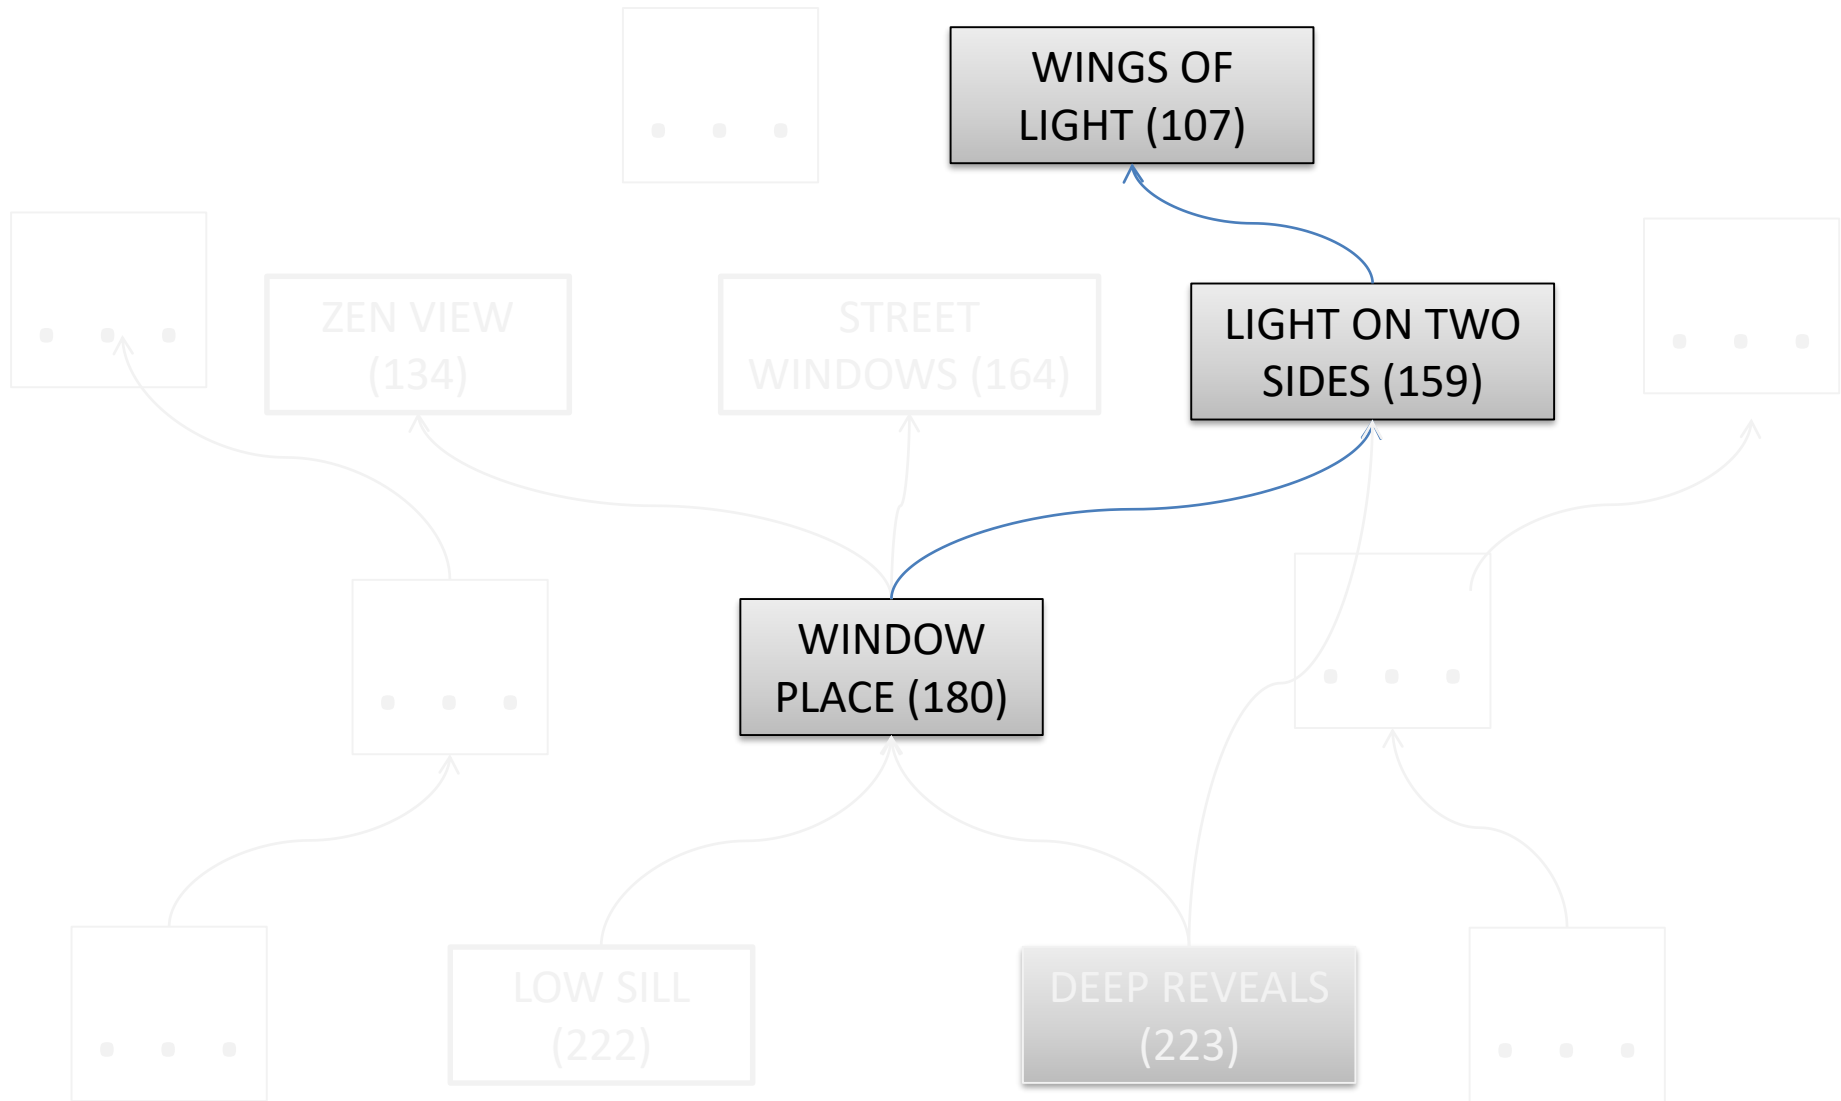 WINGS OF
LIGHT (107)
. . .
. . .
ZEN VIEW
(134)
STREET
WINDOWS (164)
LIGHT ON TWO
SIDES (159)
. . .
. . .
WINDOW
PLACE (180)
. . .
. . .
LOW SILL
(222)
DEEP REVEALS
(223)
. . .